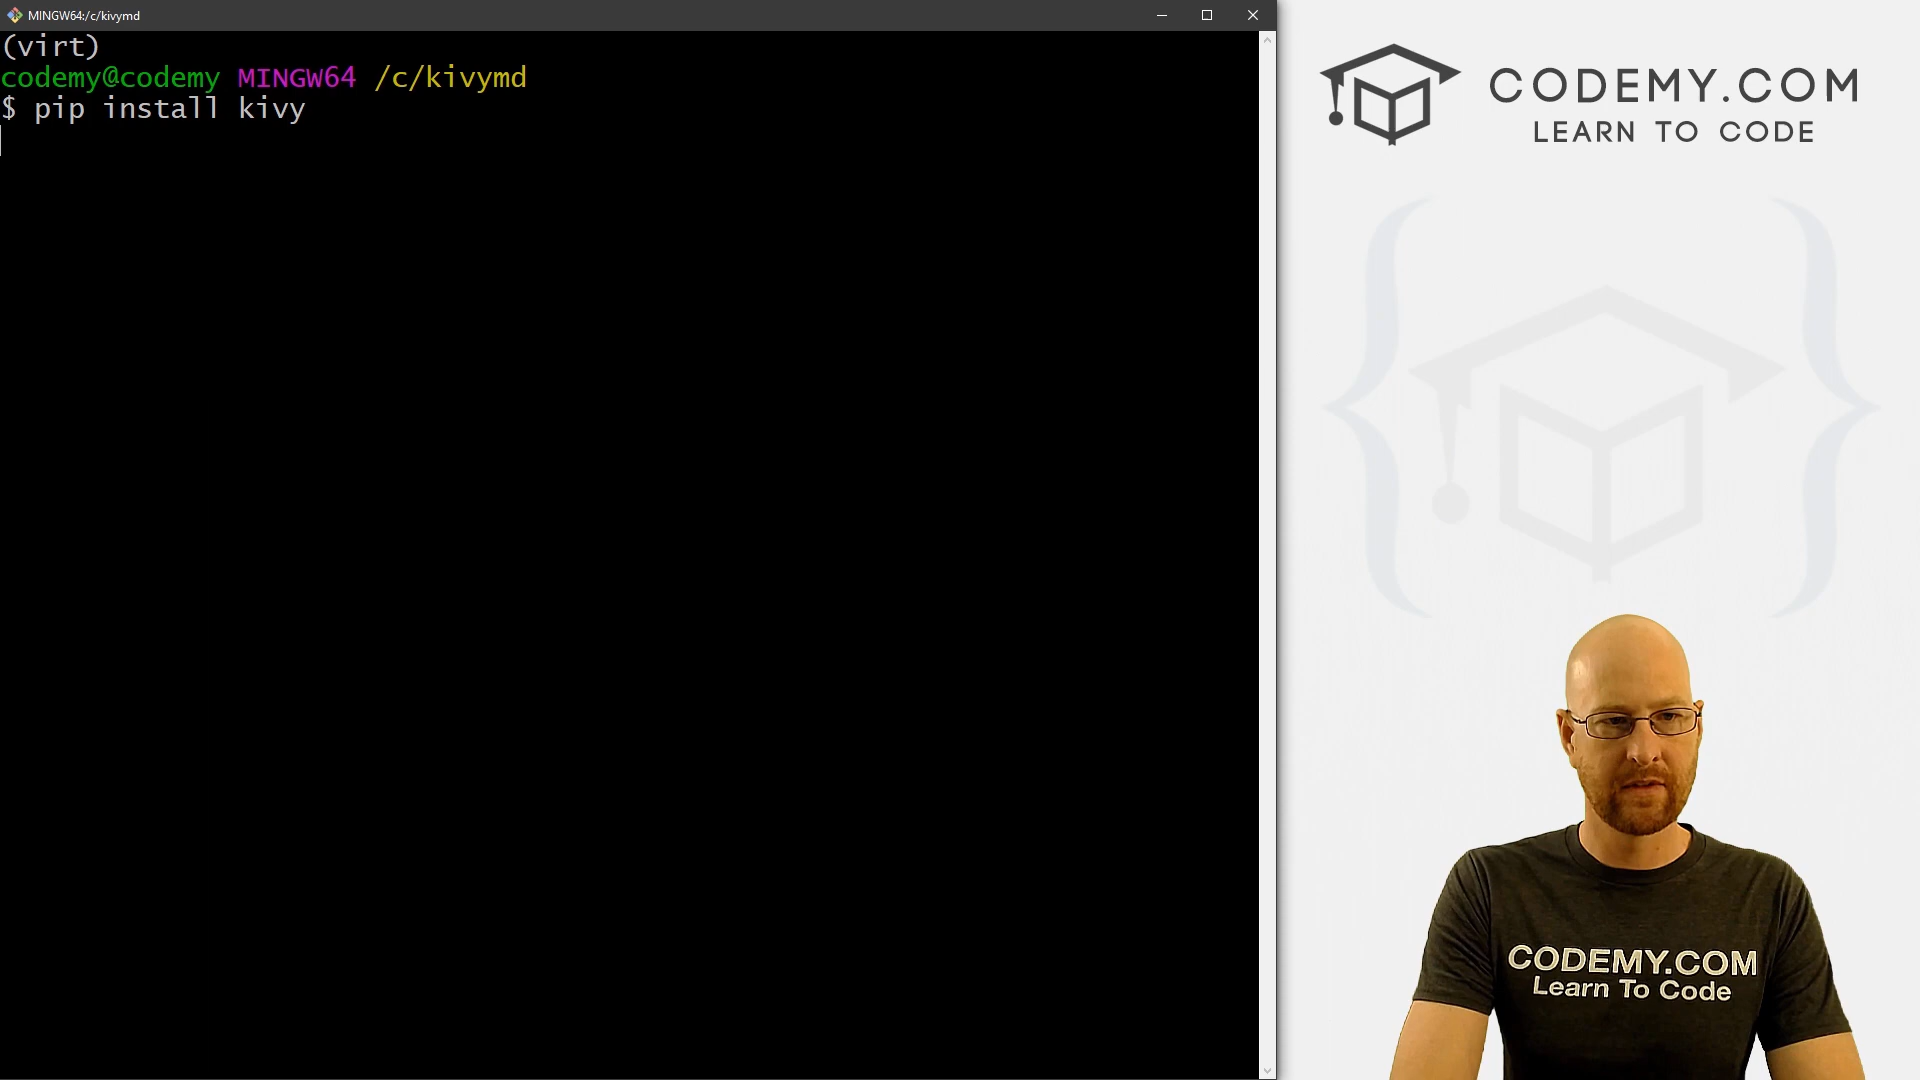 MINGW64:/c/kivymd
(virt)
codemy@codemy MINGW64 /c/kivymd
$ pip install kivy
CODEMY.COM
LEARN TO CODE
CODEMY.COM
Learn To Code